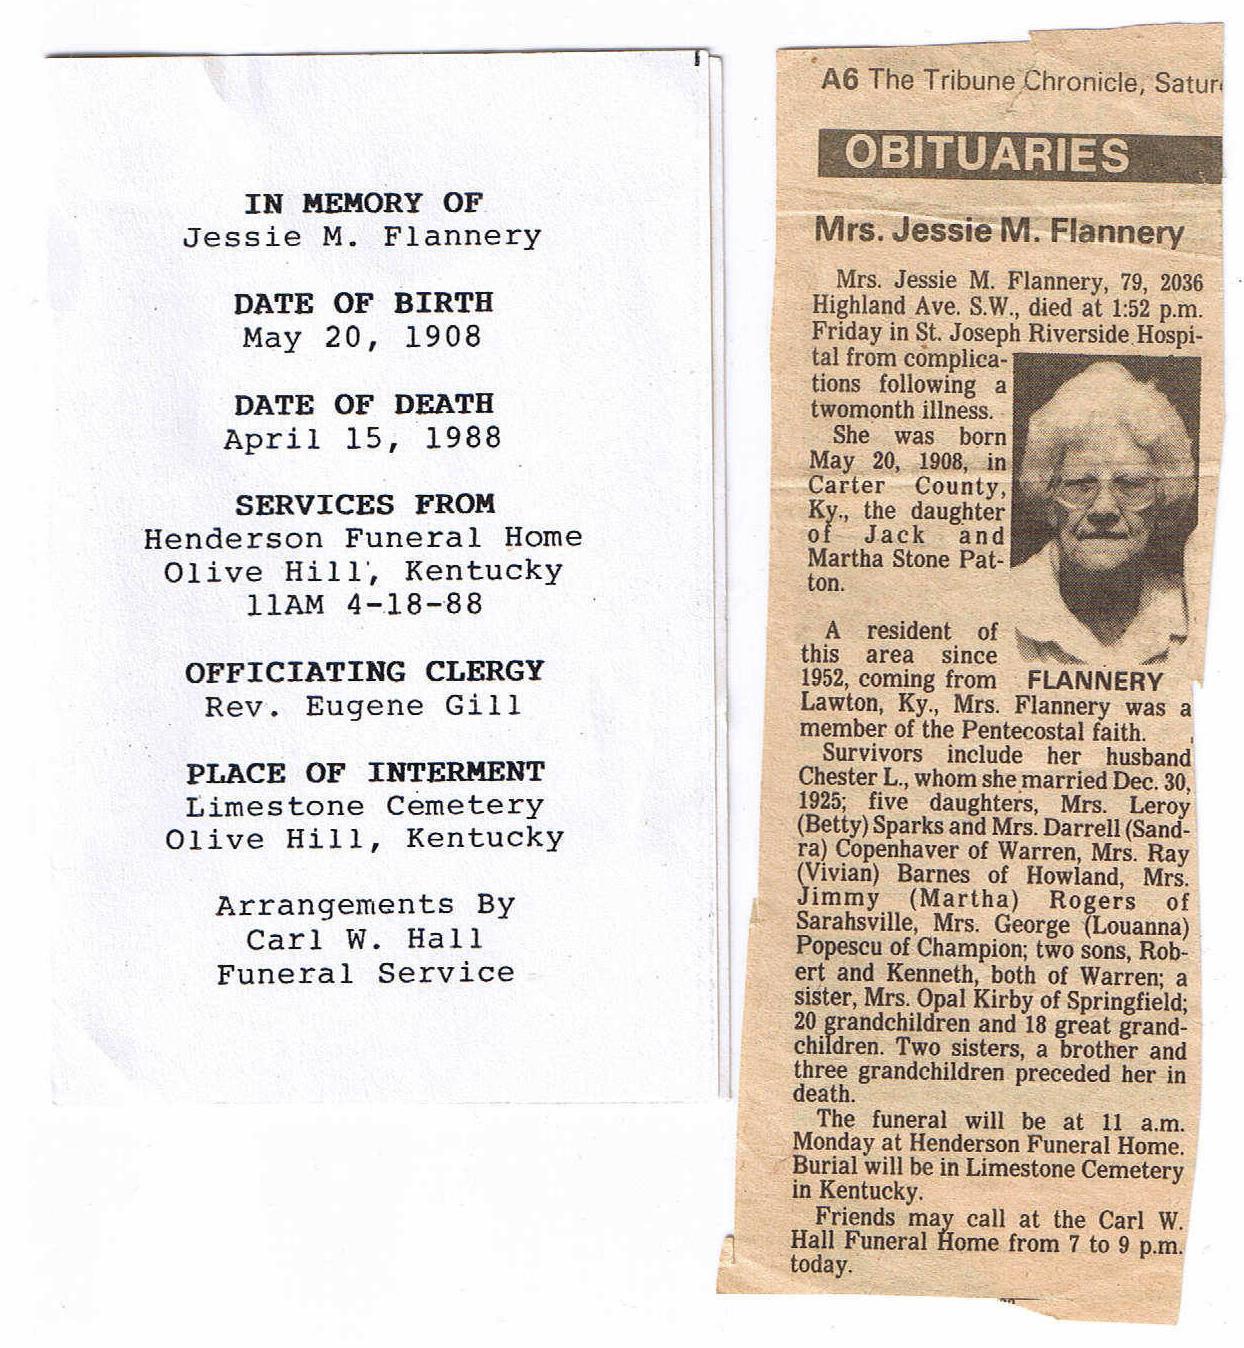 IN MEMORY OF
Jessie M. Flannery
DATE OF BIRTH
May 20, 1908
DATE OF DEATH
April 15, 1988
SERVICES FROM
Henderson Funeral Home
Olive Hill, Kentucky
11AM 4-18-88
OFFICIATING CLERGY
Rev. Eugene Gill
PLACE OF INTERMENT
Limestone Cemetery
Olive Hill, Kentucky
Arrangements By
Carl W. Hall
Funeral Service
A6 The Tribune Chronicle, Satur
OBITUARIES
Mrs. Jessie M. Flannery
Mrs. Jessie M. Flannery, 79, 2036
Highland Ave. S.W., died at 1:52 p.m.
Friday in St. Joseph Riverside Hospi-
tal from complica-
tions following a
twomonth illness.
She was born
May 20, 1908, in
Carter County,
Ky., the daughter
of Jack and
Martha Stone Pat-
ton.
A resident of
this area since
1952, coming from
FLANNERY
Lawton, Ky., Mrs. Flannery was a
member of the Pentecostal faith.
Survivors include her husband
Chester L., whom she married Dec. 30,
1925; five daughters, Mrs. Leroy
(Betty) Sparks and Mrs. Darrell (Sand-
ra) Copenhaver of Warren, Mrs. Ray
(Vivian) Barnes of Howland, Mrs.
Jimmy (Martha) Rogers of
Sarahsville, Mrs. George (Louanna)
Popescu of Champion; two sons, Rob-
ert and Kenneth, both of Warren; a
sister, Mrs. Opal Kirby of Springfield;
20 grandchildren and 18 great grand-
children. Two sisters, a brother and
three grandchildren preceded her in
death.
The funeral will be at 11 a.m.
Monday at Henderson Funeral Home.
Burial will be in Limestone Cemetery
in Kentucky.
Friends may call at the Carl W.
Hall Funeral Home from 7 to 9 p.m.
today.